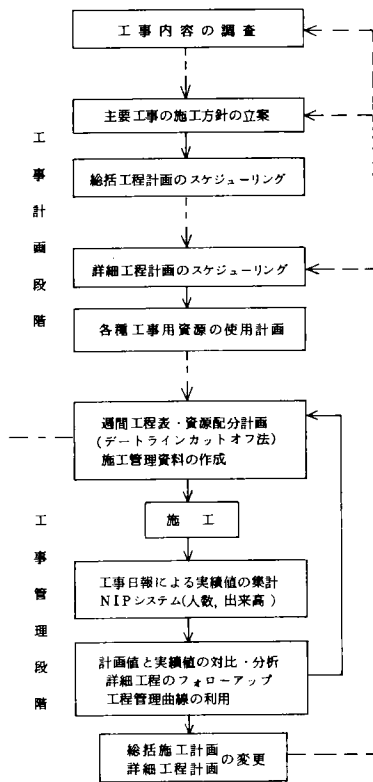 工事内容の調査
主要工事の施工方針の立案
総括工程計画のスケジューリング
詳細工程計画のスケジューリング
各種工事用資源の使用計画
工事計画段階
週間工程表・資源配分計画
(デートラインカットオフ法)
施工管理資料の作成
施工
工事日報による実績値の集計
NIPシステム(人数,出来高)
計画値と実績値の対比・分析
詳細工程のフォローアップ
工程管理曲線の利用
総括施工計画
詳細工程計画
の変更
工事管理段階